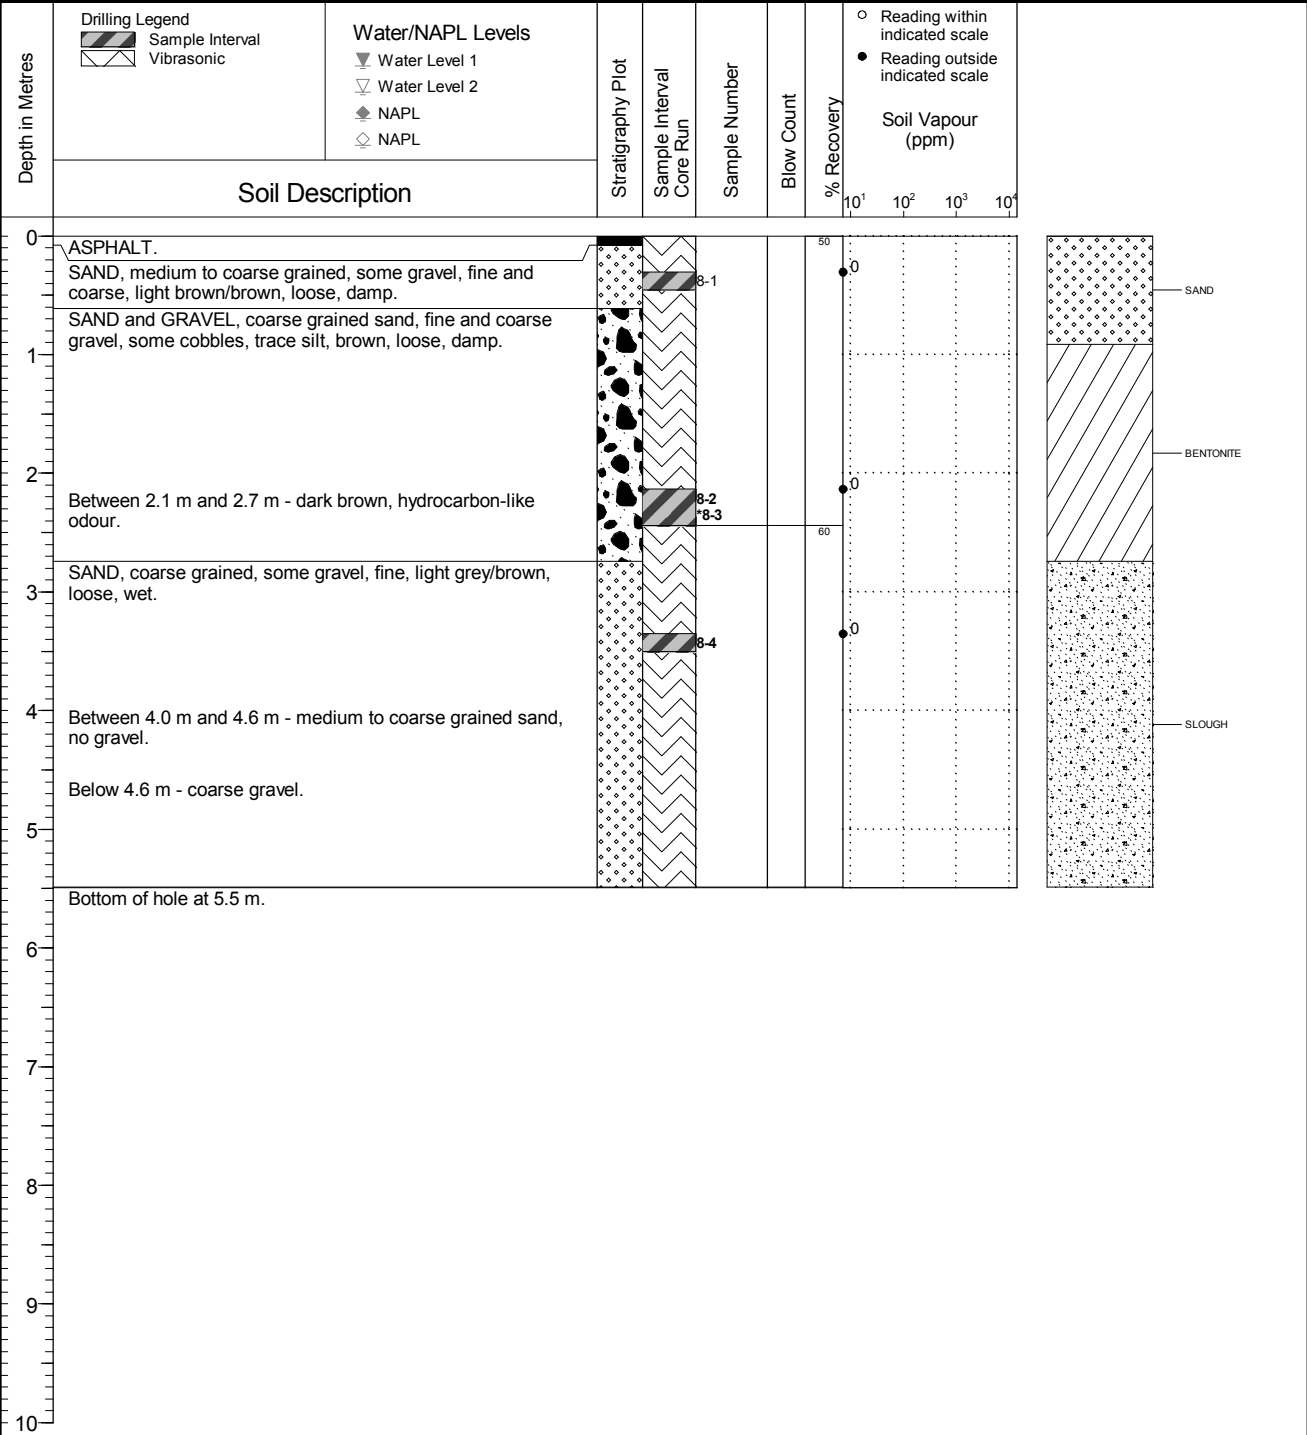 Depth in Metres
Drilling Legend
Sample Interval
Vibrasonic
Water/NAPL Levels
Water Level 1
Water Level 2
NAPL
NAPL
Soil Description
Stratigraphy Plot
Sample Interval
Core Run
Sample Number
Blow Count
% Recovery
Reading within
indicated scale
Reading outside
indicated scale
Soil Vapour
(ppm)
10¹ 10² 10³ 10⁴
0
ASPHALT.
50
SAND, medium to coarse grained, some gravel, fine and
coarse, light brown/brown, loose, damp.
8-1
0
SAND
SAND and GRAVEL, coarse grained sand, fine and coarse
gravel, some cobbles, trace silt, brown, loose, damp.
1
BENTONITE
2
Between 2.1 m and 2.7 m - dark brown, hydrocarbon-like
odour.
8-2
*8-3
0
60
SAND, coarse grained, some gravel, fine, light grey/brown,
loose, wet.
3
8-4
0
4
Between 4.0 m and 4.6 m - medium to coarse grained sand,
no gravel.
SLOUGH
Below 4.6 m - coarse gravel.
5
Bottom of hole at 5.5 m.
6
7
8
9
10